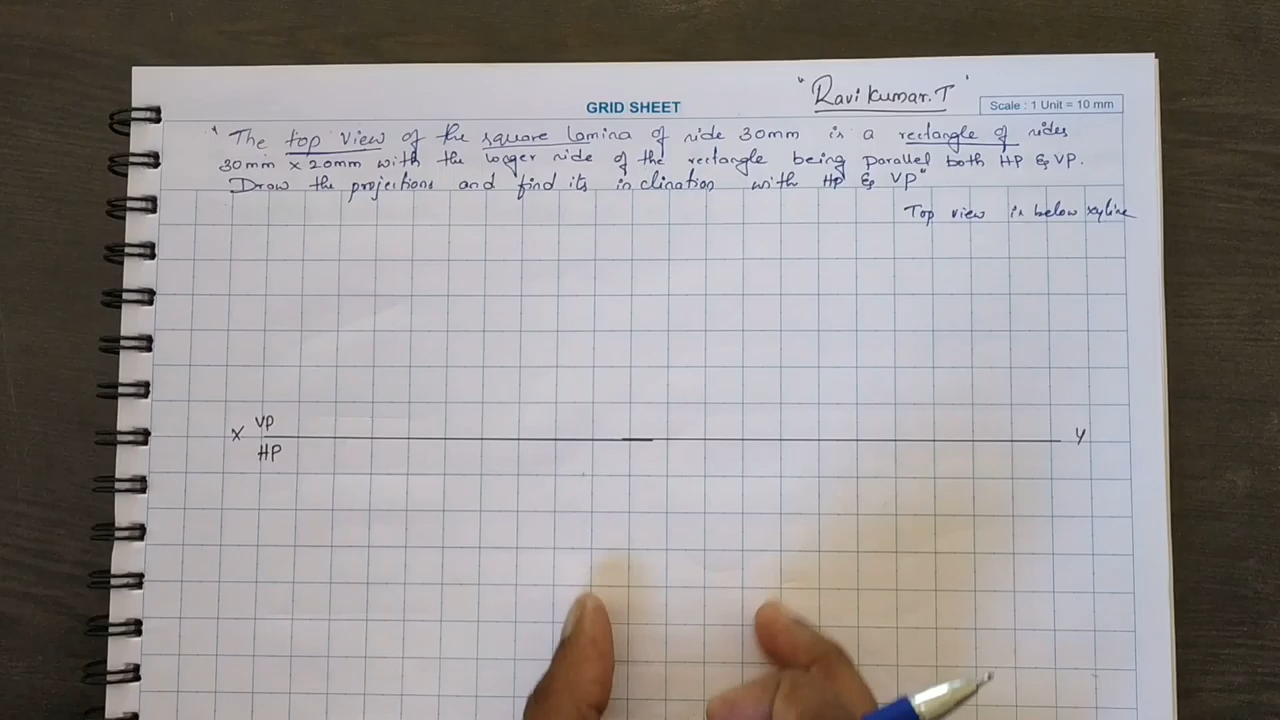 "Ravi kumar.T"
GRID SHEET
Scale : 1 Unit = 10 mm
"The top view of the square lamina of side 30mm is a rectangle of sides
30mm x 20mm with the longer side of the rectangle being parallel both HP & VP.
Draw the projections and find its inclination with HP & VP"
Top view is below xyline
X VP
HP
Y